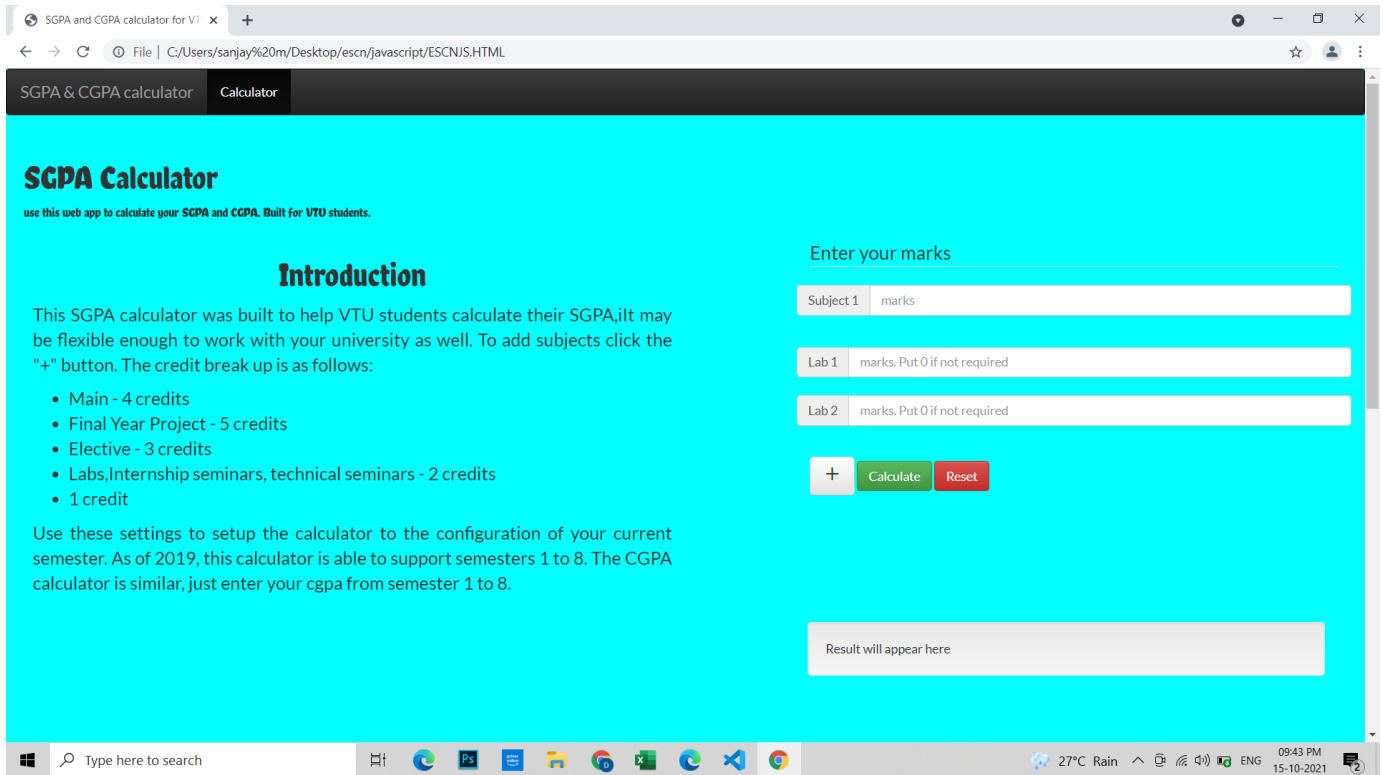 SGPA and CGPA calculator for VT
File | C:/Users/sanjay%20m/Desktop/escn/javascript/ESCNJS.HTML
SGPA & CGPA calculator Calculator
SGPA Calculator
use this web app to calculate your SGPA and CGPA. Built for VTU students.
Introduction
This SGPA calculator was built to help VTU students calculate their SGPA,iIt may
be flexible enough to work with your university as well. To add subjects click the
"+" button. The credit break up is as follows:
• Main - 4 credits
• Final Year Project - 5 credits
• Elective - 3 credits
• Labs,Internship seminars, technical seminars - 2 credits
• 1 credit
Use these settings to setup the calculator to the configuration of your current
semester. As of 2019, this calculator is able to support semesters 1 to 8. The CGPA
calculator is similar, just enter your cgpa from semester 1 to 8.
Enter your marks
Subject 1 marks
Lab 1 marks. Put 0 if not required
Lab 2 marks. Put 0 if not required
+ Calculate Reset
Result will appear here
Type here to search
Ps
prime video
27°C Rain ENG
09:43 PM
15-10-2021
2